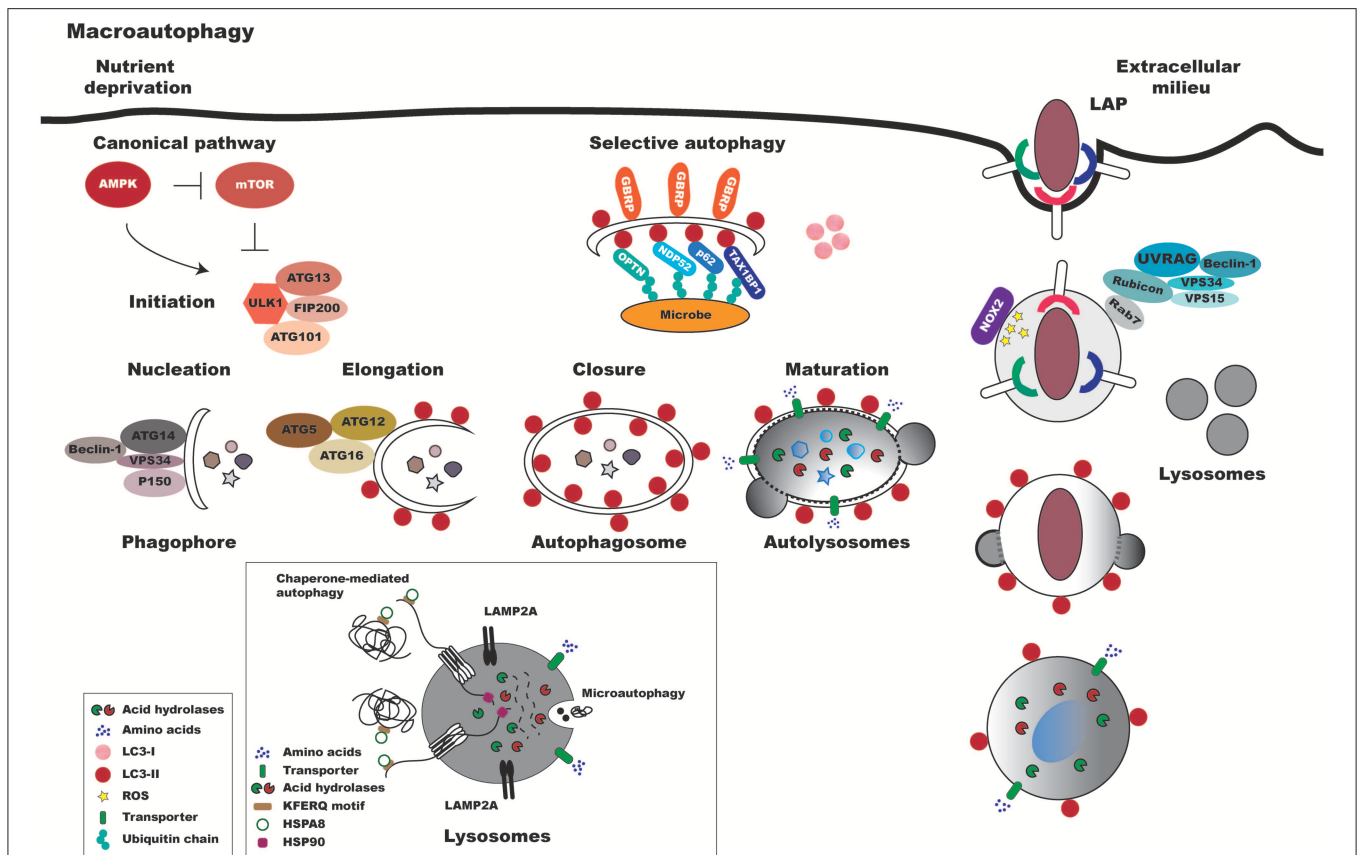 Macroautophagy
Nutrient
deprivation
Extracellular
milieu
LAP
Canonical pathway
AMPK
mTOR
Initiation
ULK1
ATG13
FIP200
ATG101
Selective autophagy
GBRP
GBRP
GBRP
OPTN
NDP52
p62
TAX1BP1
Microbe
UVRAG
Beclin-1
Rubicon
VPS34
VPS15
Rab7
NOX2
Lysosomes
Nucleation
Elongation
Closure
Maturation
Beclin-1
ATG14
VPS34
P150
ATG5
ATG12
ATG16
Phagophore
Autophagosome
Autolysosomes
Acid hydrolases
Amino acids
LC3-I
LC3-II
ROS
Transporter
Ubiquitin chain
Chaperone-mediated
autophagy
LAMP2A
Microautophagy
LAMP2A
Lysosomes
Amino acids
Transporter
Acid hydrolases
KFERQ motif
HSPA8
HSP90